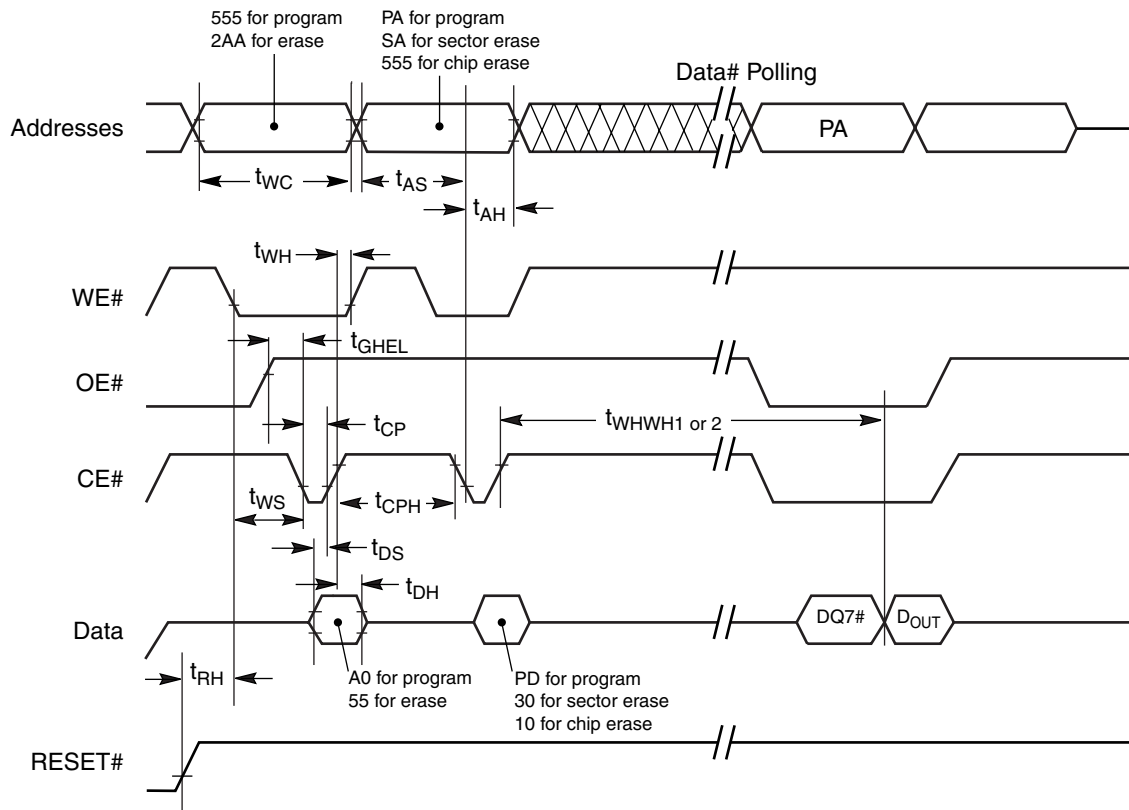 555 for program
2AA for erase
PA for program
SA for sector erase
555 for chip erase
Data# Polling
Addresses
PA
tWC
tAS
tAH
tWH
WE#
tGHEL
OE#
tWHWH1 or 2
tCP
CE#
tWS
tCPH
tDS
tDH
Data
DQ7#
DOUT
tRH
A0 for program
55 for erase
PD for program
30 for sector erase
10 for chip erase
RESET#